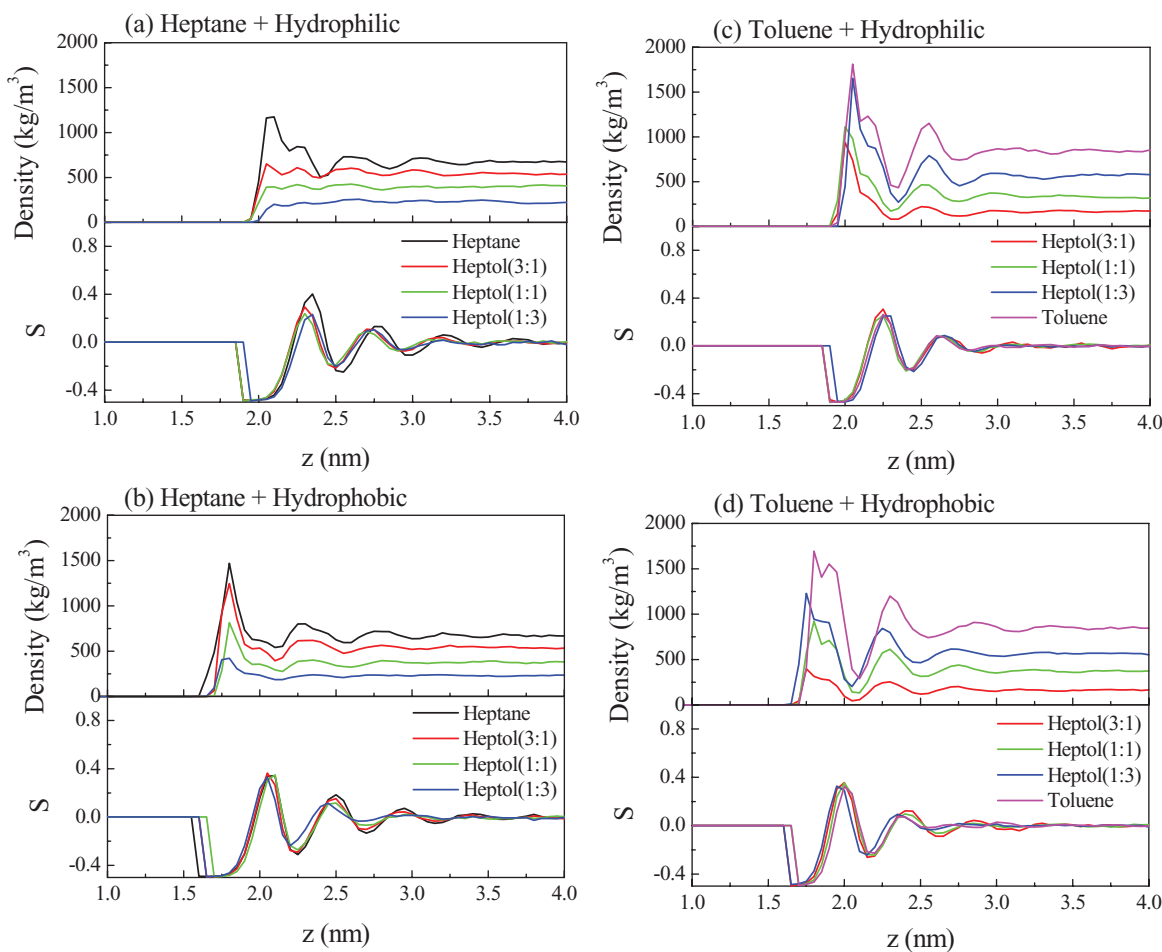 (a) Heptane + Hydrophilic
2000
1500
1000
500
0
Density (kg/m³)
0.8
0.4
0.0
-0.4
S
Heptane
Heptol(3:1)
Heptol(1:1)
Heptol(1:3)
1.0 1.5 2.0 2.5 3.0 3.5 4.0
z (nm)
(c) Toluene + Hydrophilic
2000
1500
1000
500
0
Density (kg/m³)
0.8
0.4
0.0
-0.4
S
Heptol(3:1)
Heptol(1:1)
Heptol(1:3)
Toluene
1.0 1.5 2.0 2.5 3.0 3.5 4.0
z (nm)
(b) Heptane + Hydrophobic
2000
1500
1000
500
0
Density (kg/m³)
0.8
0.4
0.0
-0.4
S
Heptane
Heptol(3:1)
Heptol(1:1)
Heptol(1:3)
1.0 1.5 2.0 2.5 3.0 3.5 4.0
z (nm)
(d) Toluene + Hydrophobic
2000
1500
1000
500
0
Density (kg/m³)
0.8
0.4
0.0
-0.4
S
Heptol(3:1)
Heptol(1:1)
Heptol(1:3)
Toluene
1.0 1.5 2.0 2.5 3.0 3.5 4.0
z (nm)